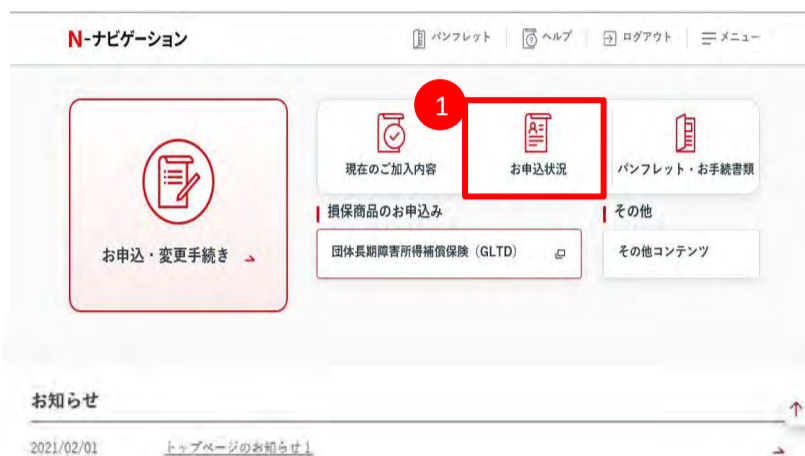 N-ナビゲーション
パンフレット ヘルプ ログアウト メニュー
1
現在のご加入内容 お申込状況 パンフレット・お手続書類
お申込・変更手続き
損保商品のお申込み その他
団体長期障害所得補償保険（GLTD） その他コンテンツ
お知らせ
2021/02/01 トップページのお知らせ1